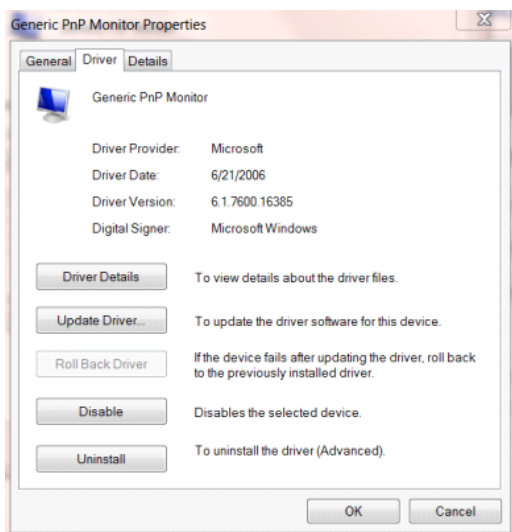 Generic PnP Monitor Properties
General Driver Details
Generic PnP Monitor
Driver Provider: Microsoft
Driver Date: 6/21/2006
Driver Version: 6.1.7600.16385
Digital Signer: Microsoft Windows
Driver Details To view details about the driver files.
Update Driver... To update the driver software for this device.
If the device fails after updating the driver, roll back
Roll Back Driver
to the previously installed driver.
Disable Disables the selected device.
Uninstall To uninstall the driver (Advanced).
OK Cancel